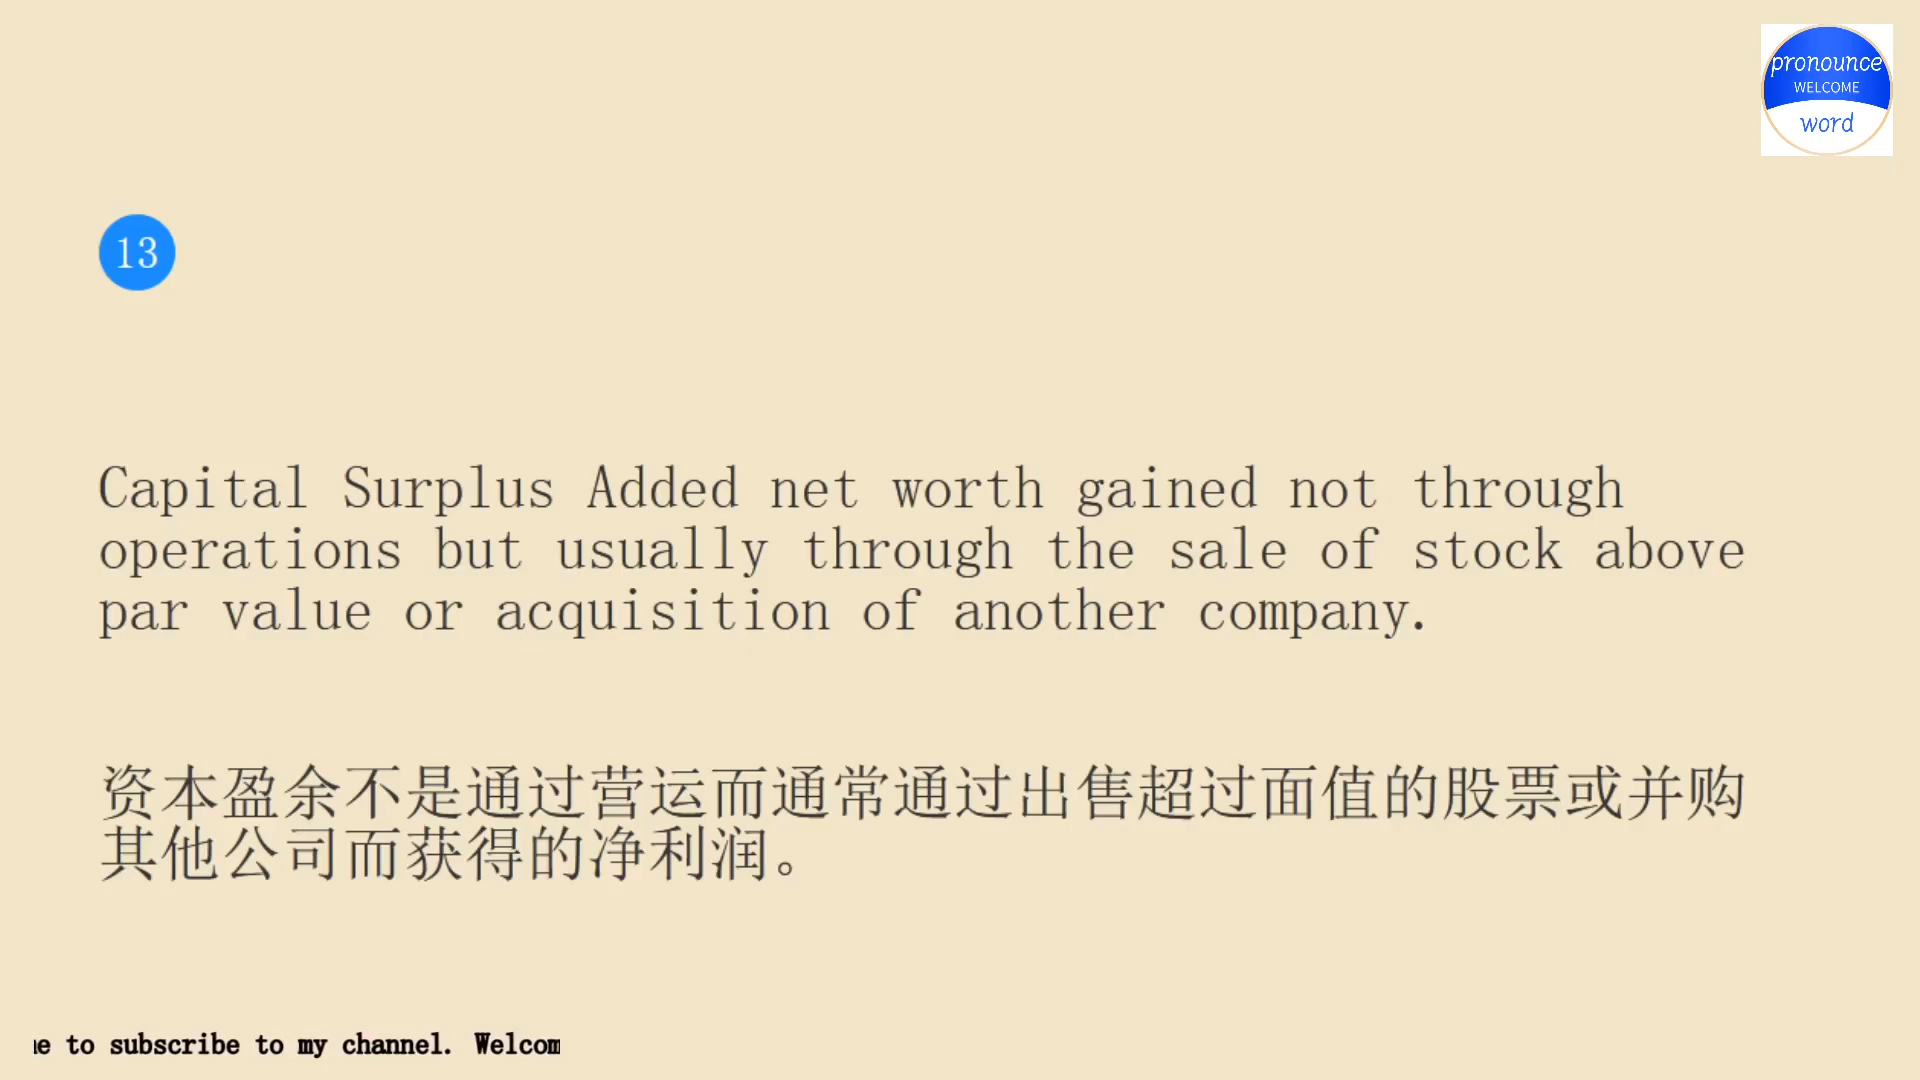 pronounce
WELCOME
word
13
Capital Surplus Added net worth gained not through
operations but usually through the sale of stock above
par value or acquisition of another company.
资本盈余不是通过营运而通常通过出售超过面值的股票或并购
其他公司而获得的净利润。
e to subscribe to my channel. Welcom